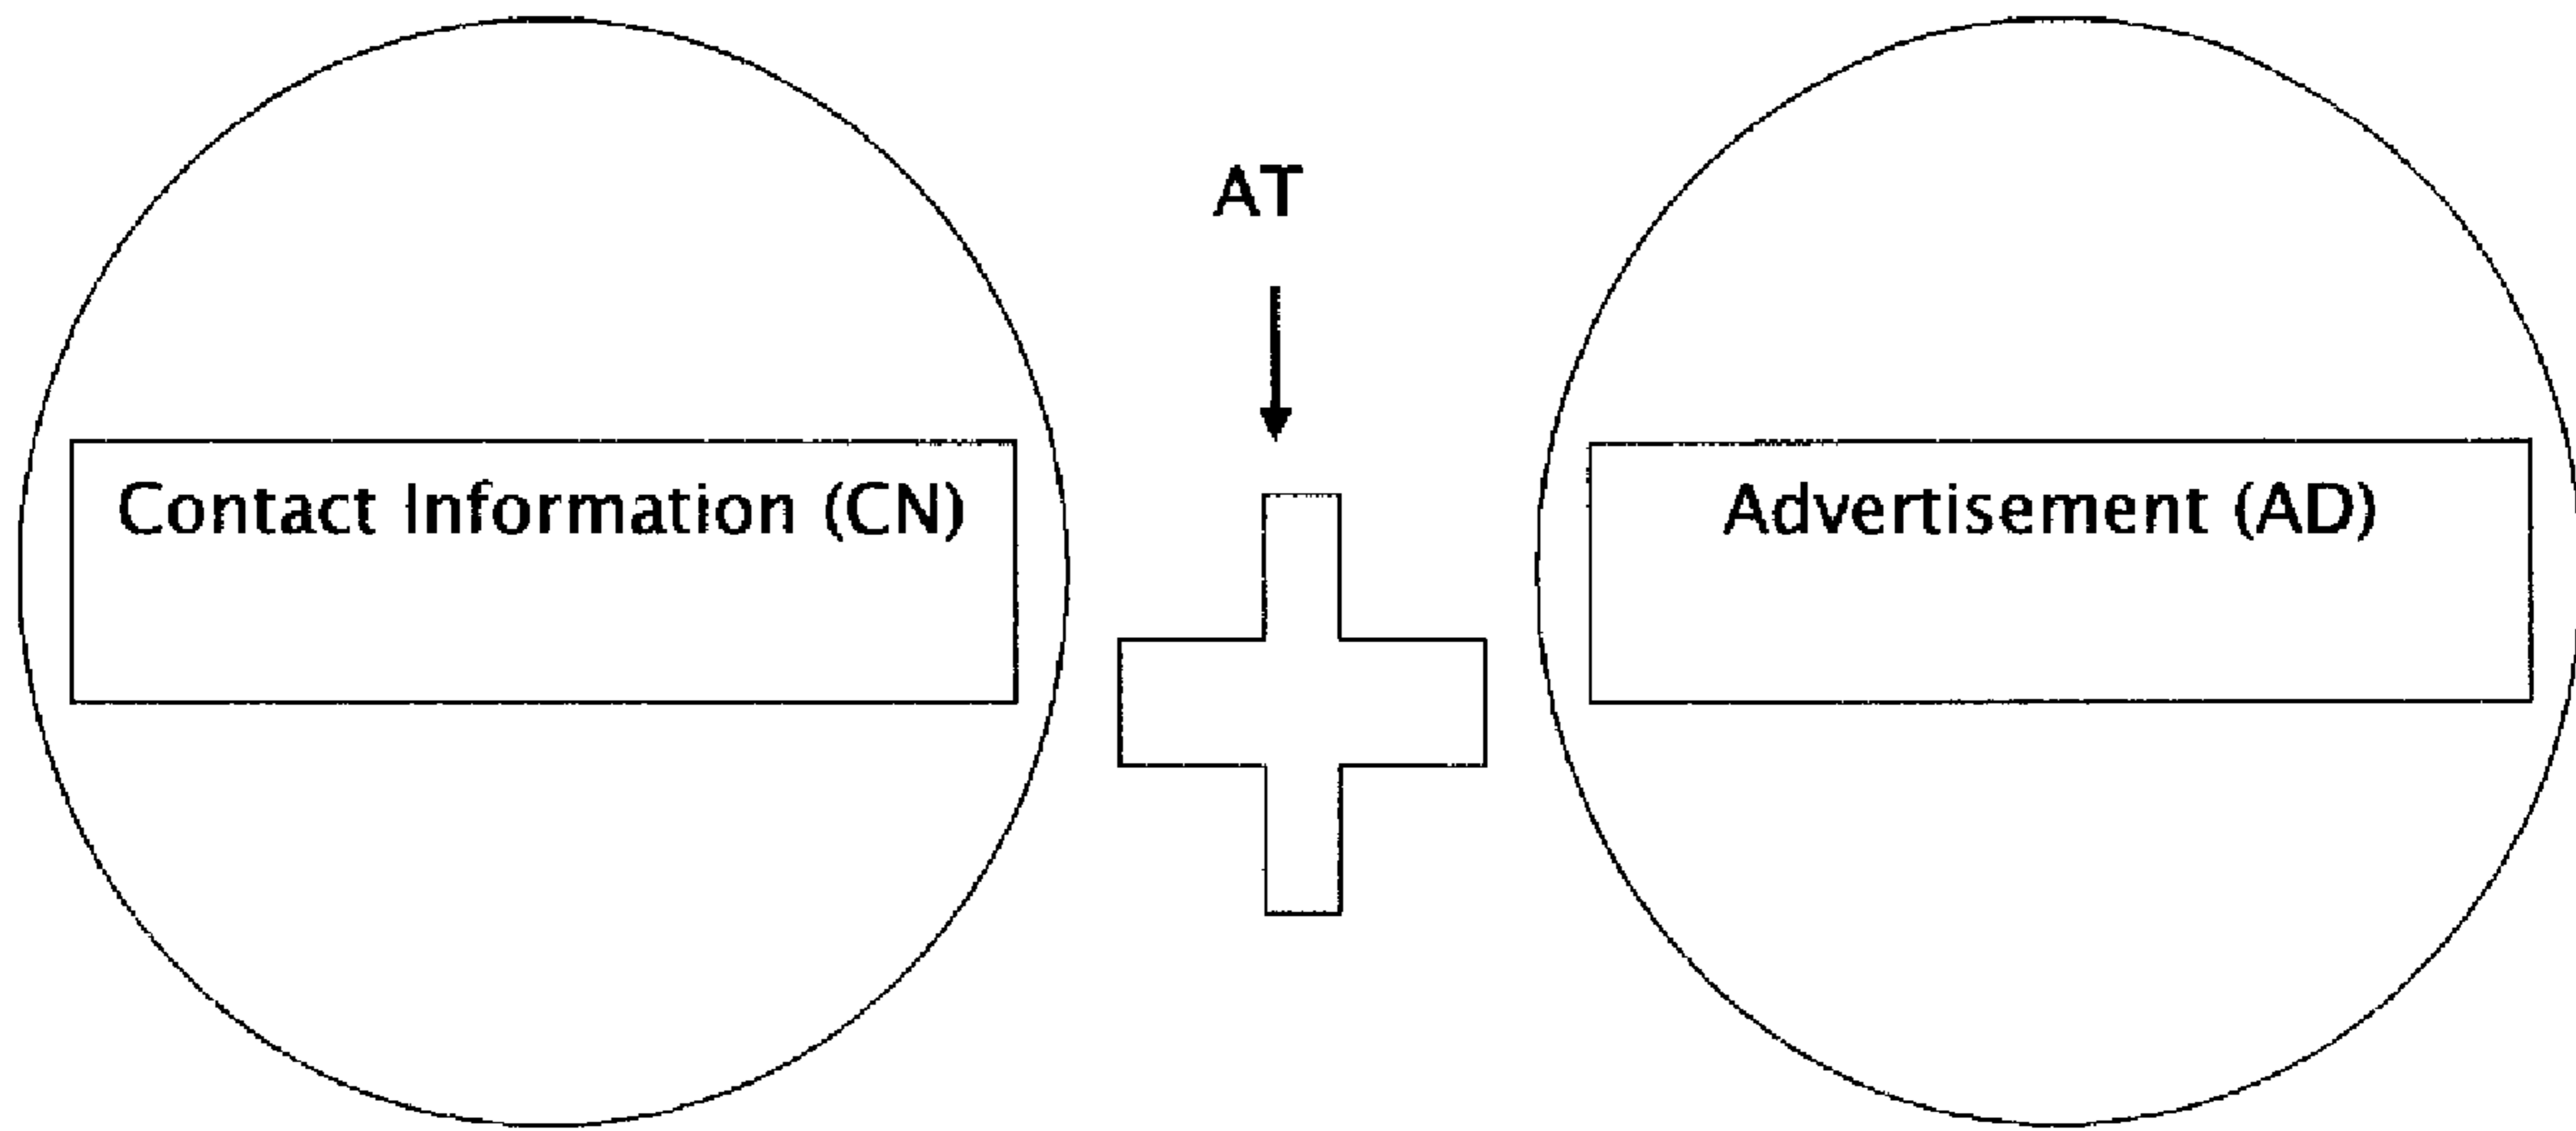 AT
Contact Information (CN)
Advertisement (AD)